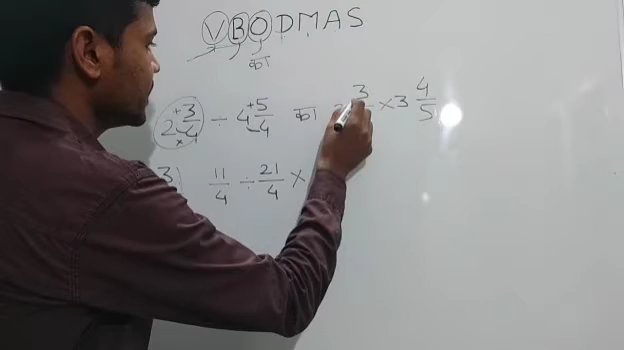 VBODMAS
का
2 3/4 ÷ 4 5/4 का 3 × 3 4/5
3) 11/4 ÷ 21/4 ×